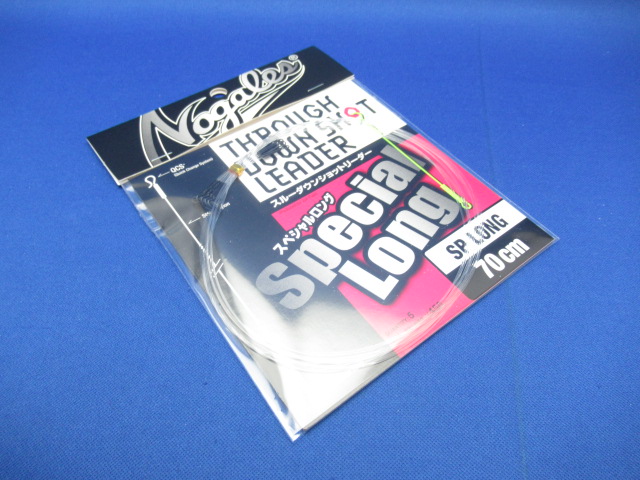 Nogales
THROUGH
DOWN SHOT
LEADER
スルーダウンショットリーダー
スペシャルロング
Special
Long
SP LONG
70cm
QCS